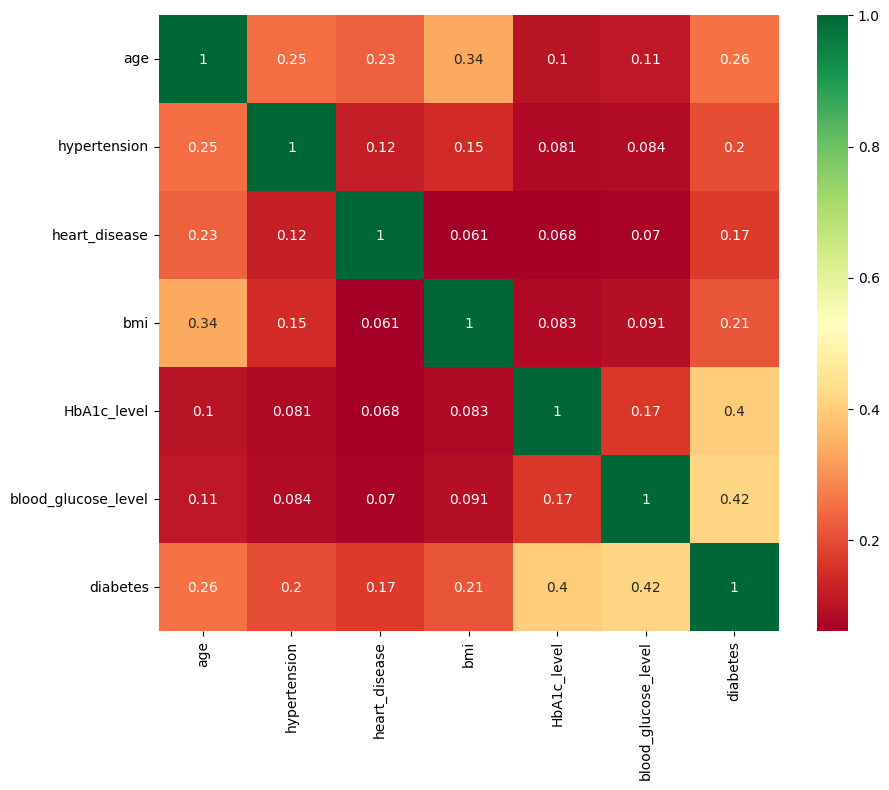 age 1 0.25 0.23 0.34 0.1 0.11 0.26
hypertension 0.25 1 0.12 0.15 0.081 0.084 0.2
heart_disease 0.23 0.12 1 0.061 0.068 0.07 0.17
bmi 0.34 0.15 0.061 1 0.083 0.091 0.21
HbA1c_level 0.1 0.081 0.068 0.083 1 0.17 0.4
blood_glucose_level 0.11 0.084 0.07 0.091 0.17 1 0.42
diabetes 0.26 0.2 0.17 0.21 0.4 0.42 1
age
hypertension
heart_disease
bmi
HbA1c_level
blood_glucose_level
diabetes
1.0
0.8
0.6
0.4
0.2